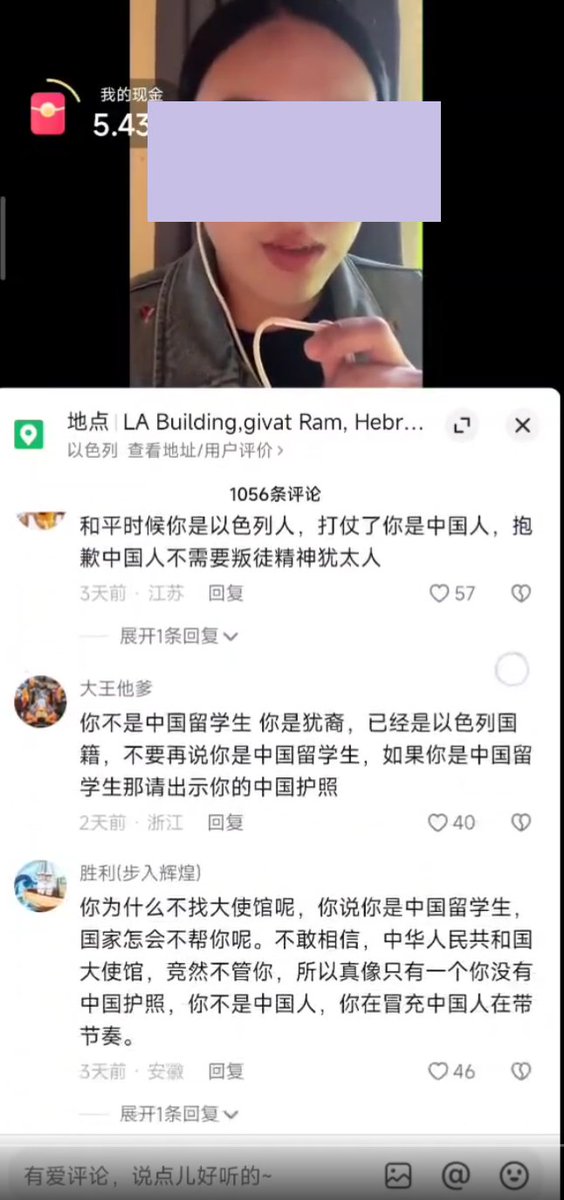 我的现金
5.43
地点 | LA Building,givat Ram, Hebr...
以色列 查看地址/用户评价 >
1056条评论
和平时候你是以色列人，打仗了你是中国人，抱
歉中国人不需要叛徒精神犹太人
3天前 · 江苏 回复 57
展开1条回复
大王他爹
你不是中国留学生 你是犹裔，已经是以色列国
籍，不要再说你是中国留学生，如果你是中国留
学生那请出示你的中国护照
2天前 · 浙江 回复 40
胜利(步入辉煌)
你为什么不找大使馆呢，你说你是中国留学生，
国家怎会不帮你呢。不敢相信，中华人民共和国
大使馆，竞然不管你，所以真像只有一个你没有
中国护照，你不是中国人，你在冒充中国人在带
节奏。
3天前 · 安徽 回复 46
展开1条回复
有爱评论，说点儿好听的~